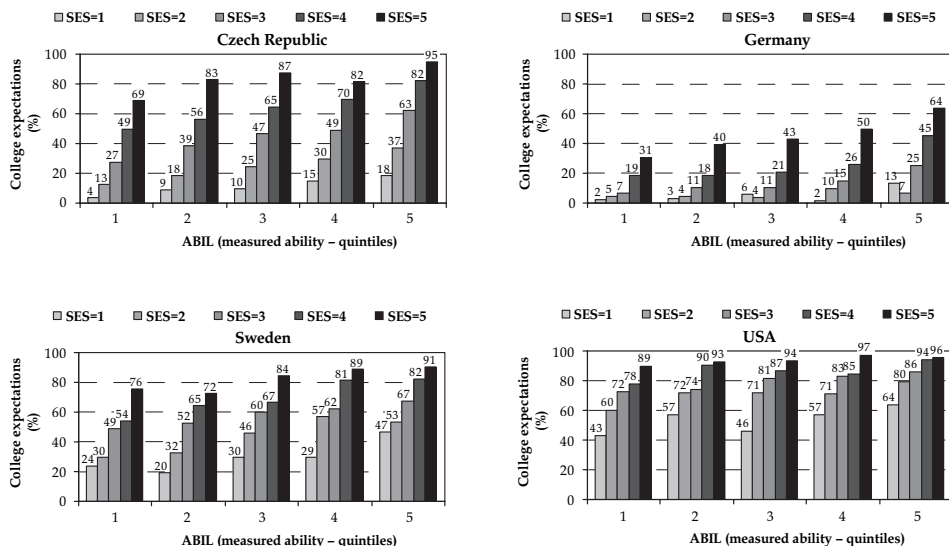 SES=1 SES=2 SES=3 SES=4 SES=5
Czech Republic
College expectations
(%)
100
80
60
40
20
0
4 13 27 49 69
9 18 39 56 83
10 25 47 65 87
15 30 49 70 82
18 37 63 82 95
1 2 3 4 5
ABIL (measured ability – quintiles)
SES=1 SES=2 SES=3 SES=4 SES=5
Germany
College expectations
(%)
100
80
60
40
20
0
2 5 7 19 31
3 4 11 18 40
6 4 11 21 43
2 10 15 26 50
13 7 25 45 64
1 2 3 4 5
ABIL (measured ability – quintiles)
SES=1 SES=2 SES=3 SES=4 SES=5
Sweden
College expectations
(%)
100
80
60
40
20
0
24 30 49 54 76
20 32 52 65 72
30 46 60 67 84
29 57 62 81 89
47 53 67 82 91
1 2 3 4 5
ABIL (measured ability – quintiles)
SES=1 SES=2 SES=3 SES=4 SES=5
USA
College expectations
(%)
100
80
60
40
20
0
43 60 72 78 89
57 72 74 90 93
46 71 81 87 94
57 71 83 85 97
64 80 86 94 96
1 2 3 4 5
ABIL (measured ability – quintiles)